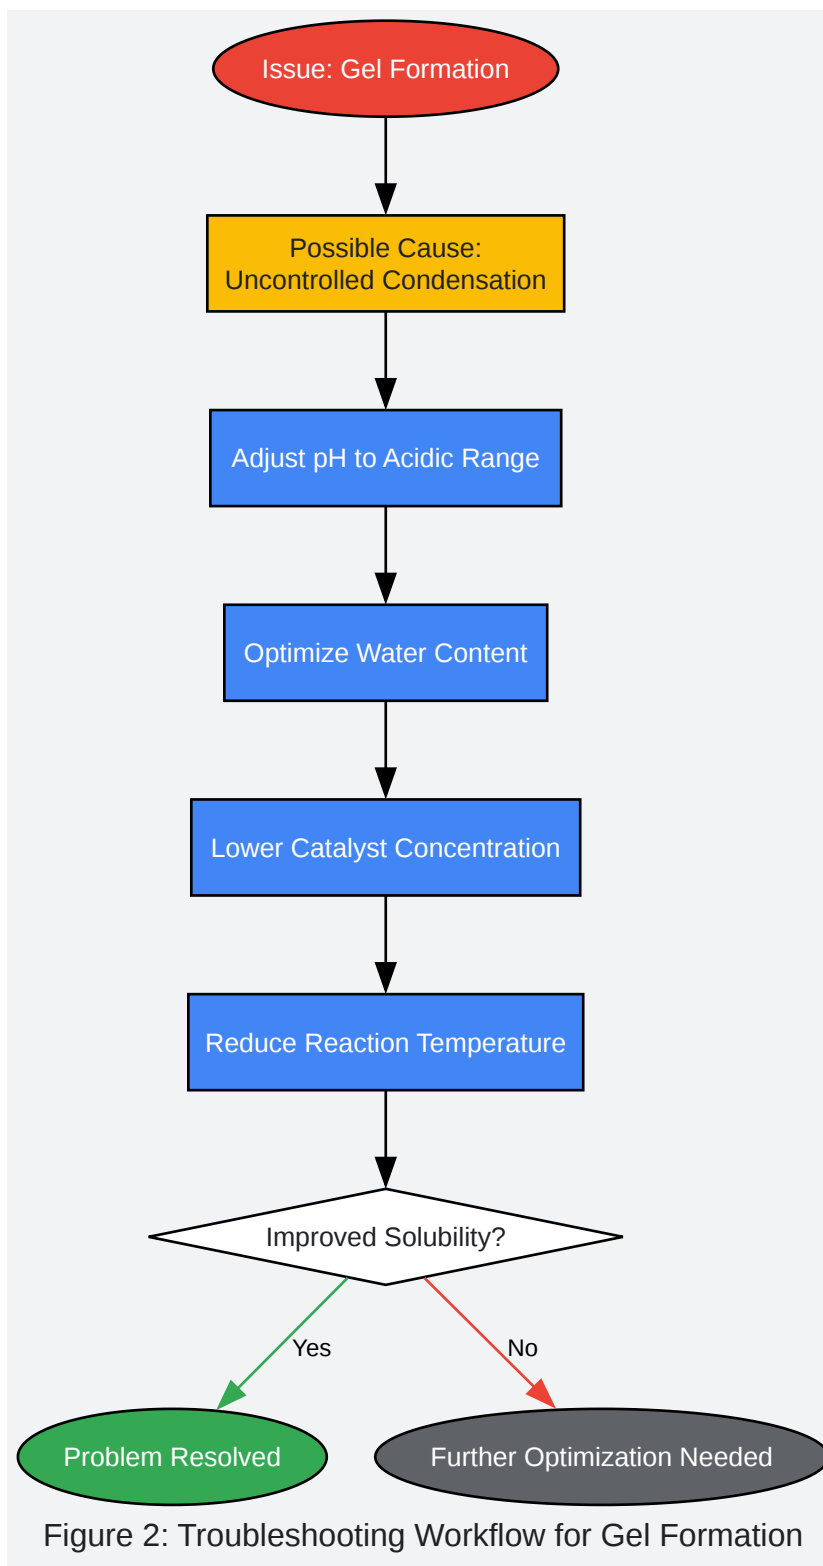 Issue: Gel Formation
Possible Cause:
Uncontrolled Condensation
Adjust pH to Acidic Range
Optimize Water Content
Lower Catalyst Concentration
Reduce Reaction Temperature
Improved Solubility?
Yes
No
Problem Resolved
Further Optimization Needed
Figure 2: Troubleshooting Workflow for Gel Formation